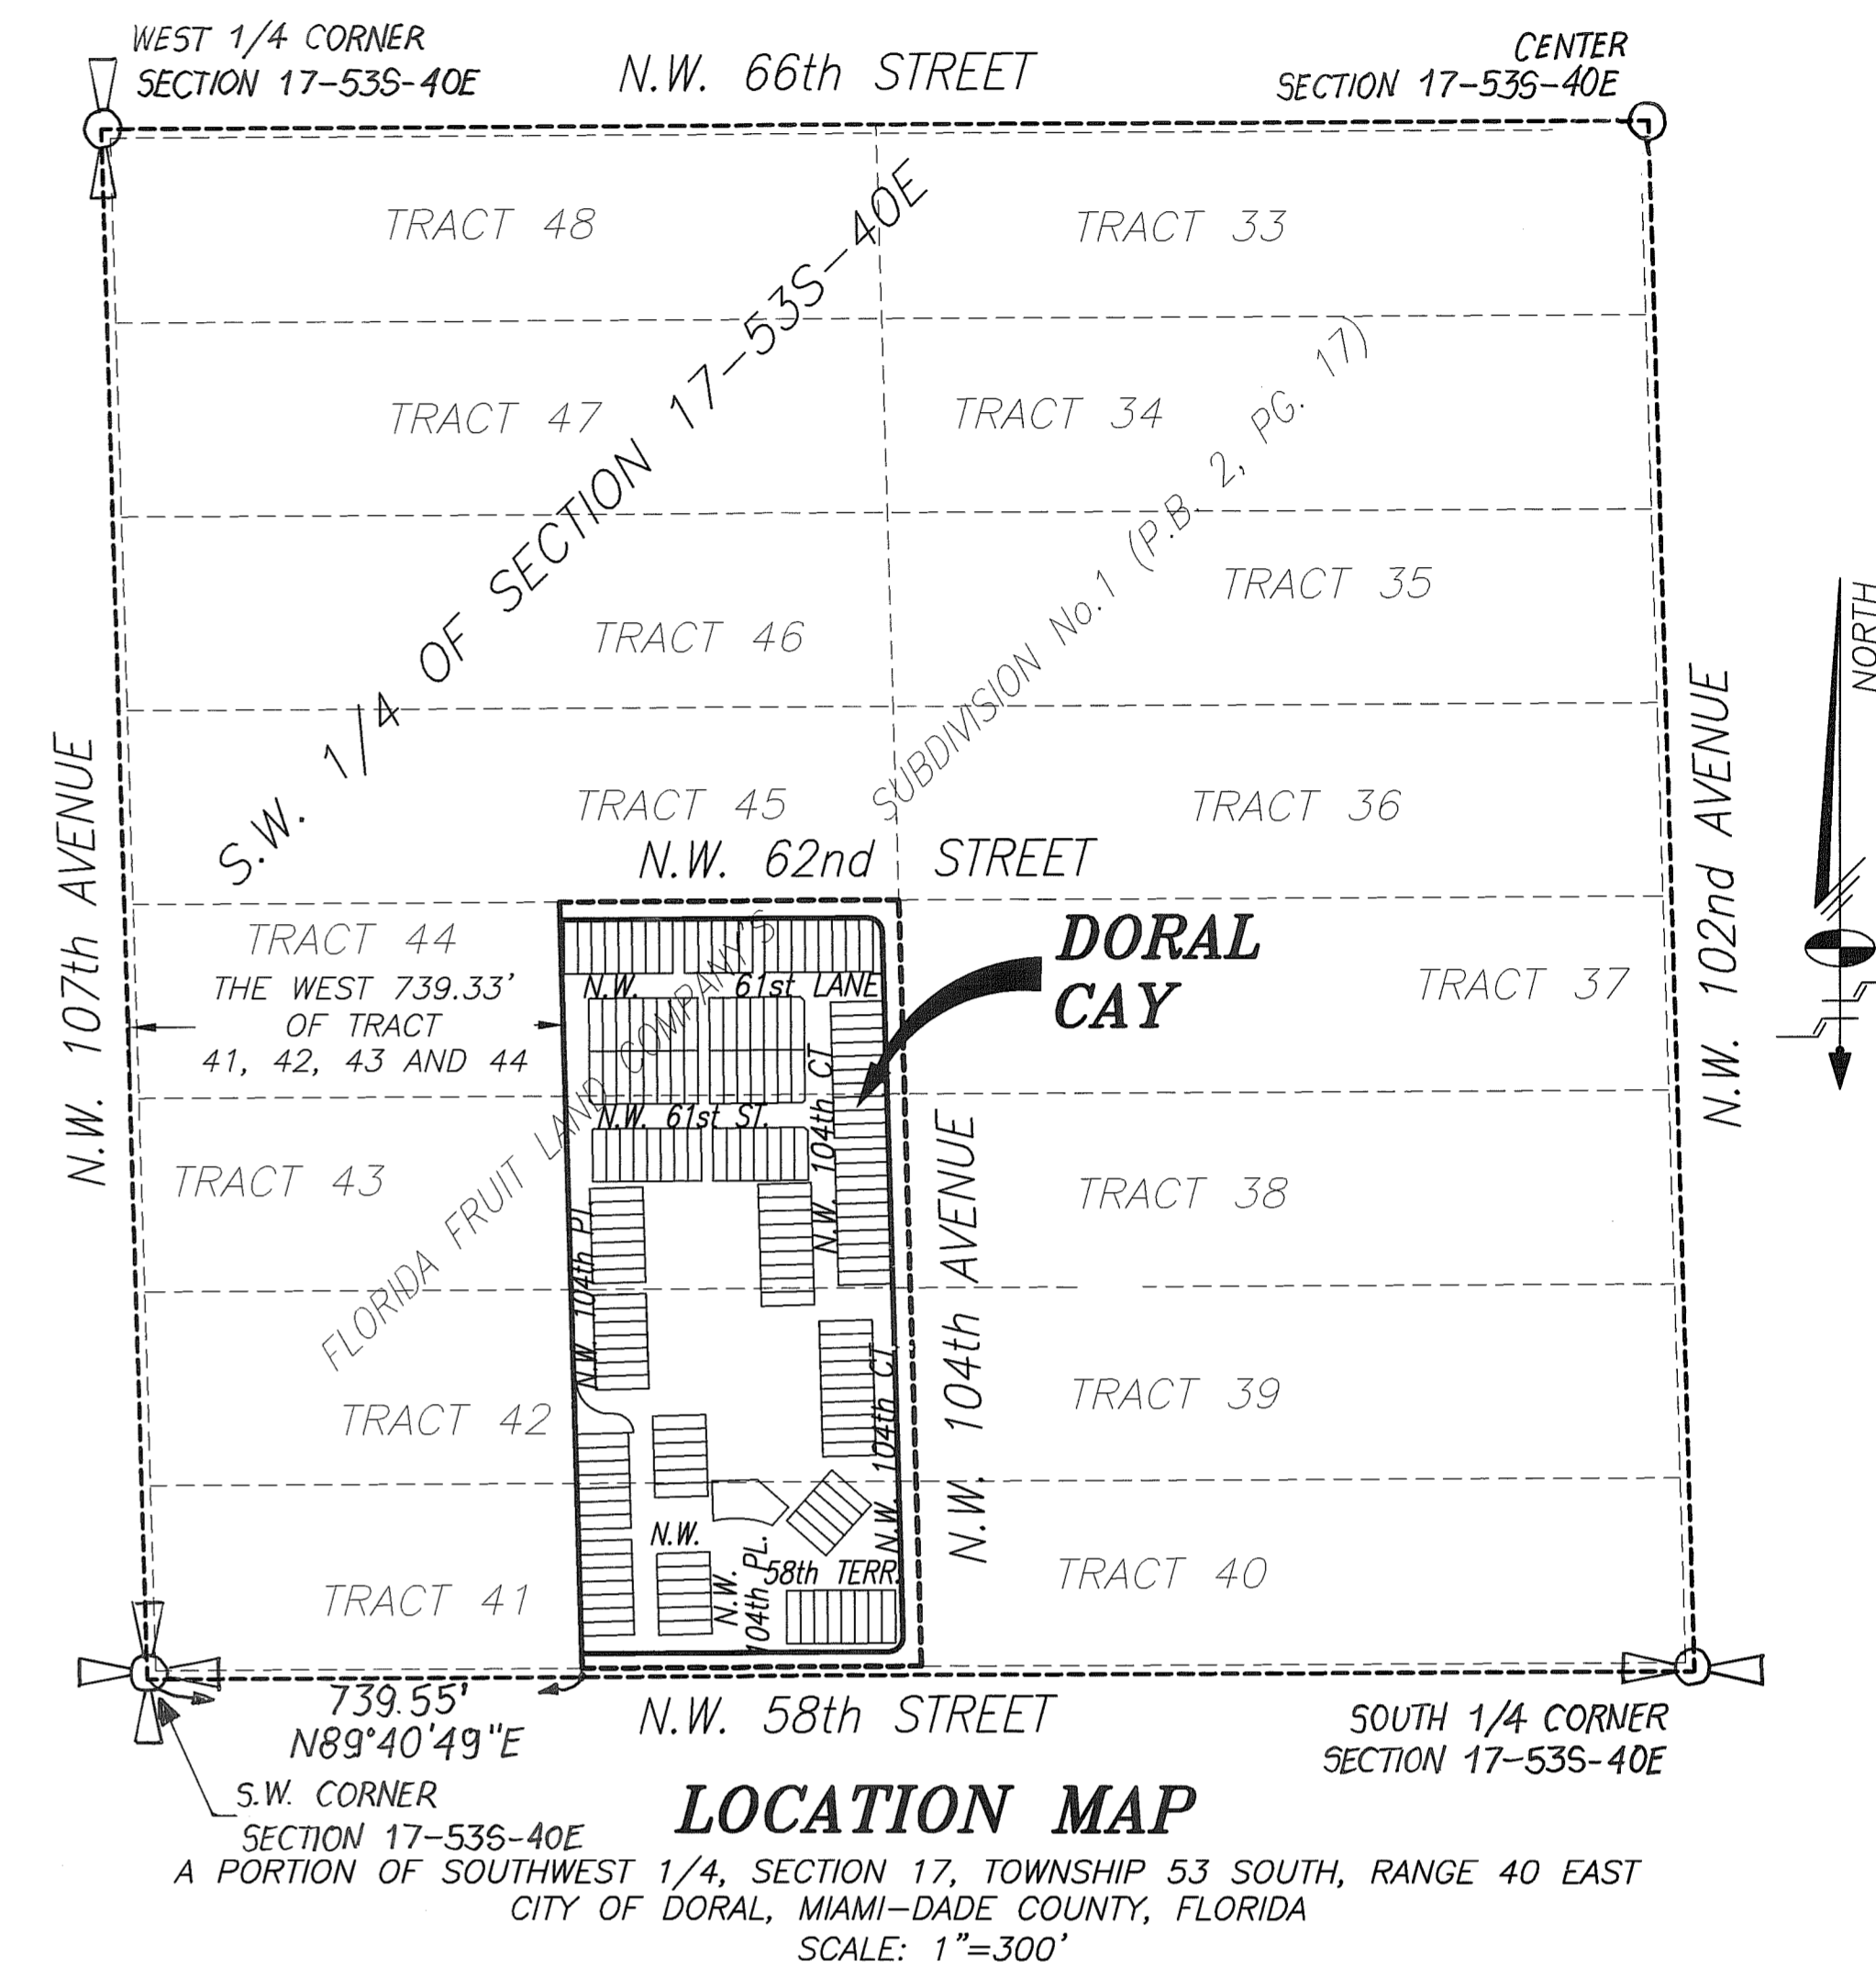 WEST 1/4 CORNER
SECTION 17-53S-40E
N.W. 66th STREET
CENTER
SECTION 17-53S-40E
TRACT 48
TRACT 33
S.W. 1/4 OF SECTION 17-53S-40E
TRACT 47
TRACT 34
FLORIDA FRUIT LAND COMPANY'S SUBDIVISION No.1 (P.B. 2, PG. 17)
TRACT 35
TRACT 46
NORTH
N.W. 107th AVENUE
N.W. 102nd AVENUE
TRACT 45
TRACT 36
N.W. 62nd STREET
TRACT 44
THE WEST 739.33'
OF TRACT
41, 42, 43 AND 44
DORAL
CAY
TRACT 37
N.W. 61st LANE
N.W. 61st ST.
N.W. 104th CT
N.W. 104th AVENUE
TRACT 43
TRACT 38
N.W. 104th Pl
TRACT 42
TRACT 39
N.W. 104th CT
N.W. 58th TERR.
N.W.
104th PL.
TRACT 41
TRACT 40
739.55'
N89°40'49"E
N.W. 58th STREET
SOUTH 1/4 CORNER
SECTION 17-53S-40E
S.W. CORNER
SECTION 17-53S-40E
LOCATION MAP
A PORTION OF SOUTHWEST 1/4, SECTION 17, TOWNSHIP 53 SOUTH, RANGE 40 EAST
CITY OF DORAL, MIAMI-DADE COUNTY, FLORIDA
SCALE: 1"=300'